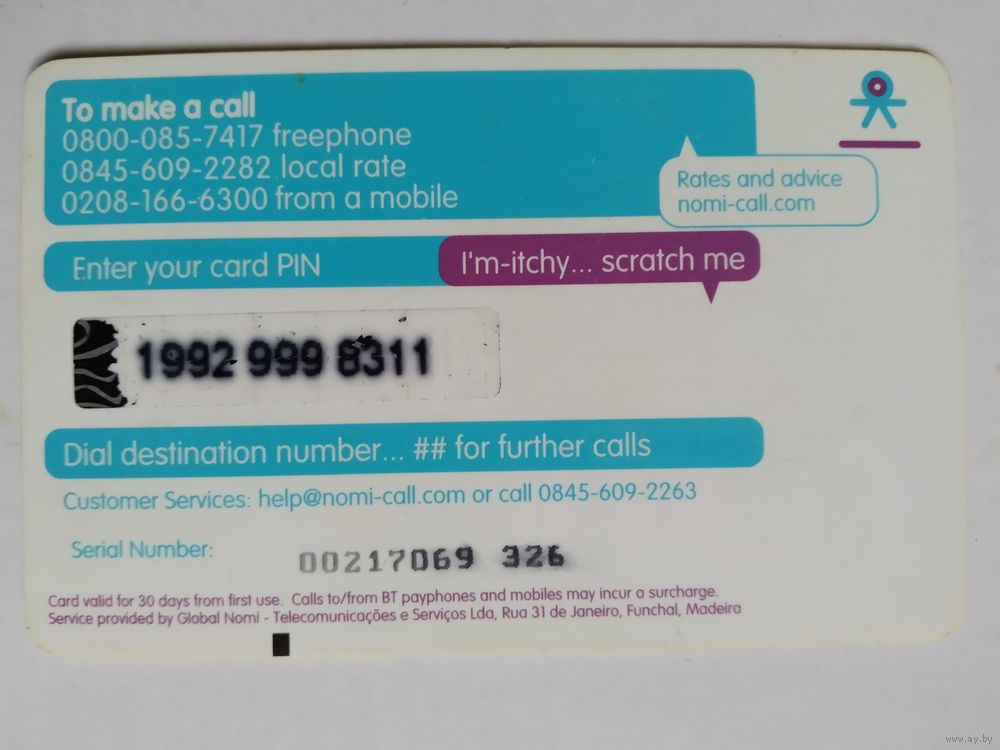 To make a call
0800-085-7417 freephone
0845-609-2282 local rate
0208-166-6300 from a mobile
Rates and advice
nomi-call.com
Enter your card PIN
I'm-itchy... scratch me
1992 999 8311
Dial destination number... ## for further calls
Customer Services: help@nomi-call.com or call 0845-609-2263
Serial Number: 00217069 326
Card valid for 30 days from first use. Calls to/from BT payphones and mobiles may incur a surcharge.
Service provided by Global Nomi - Telecomunicações e Serviços Lda, Rua 31 de Janeiro, Funchal, Madeira
www.ay.by